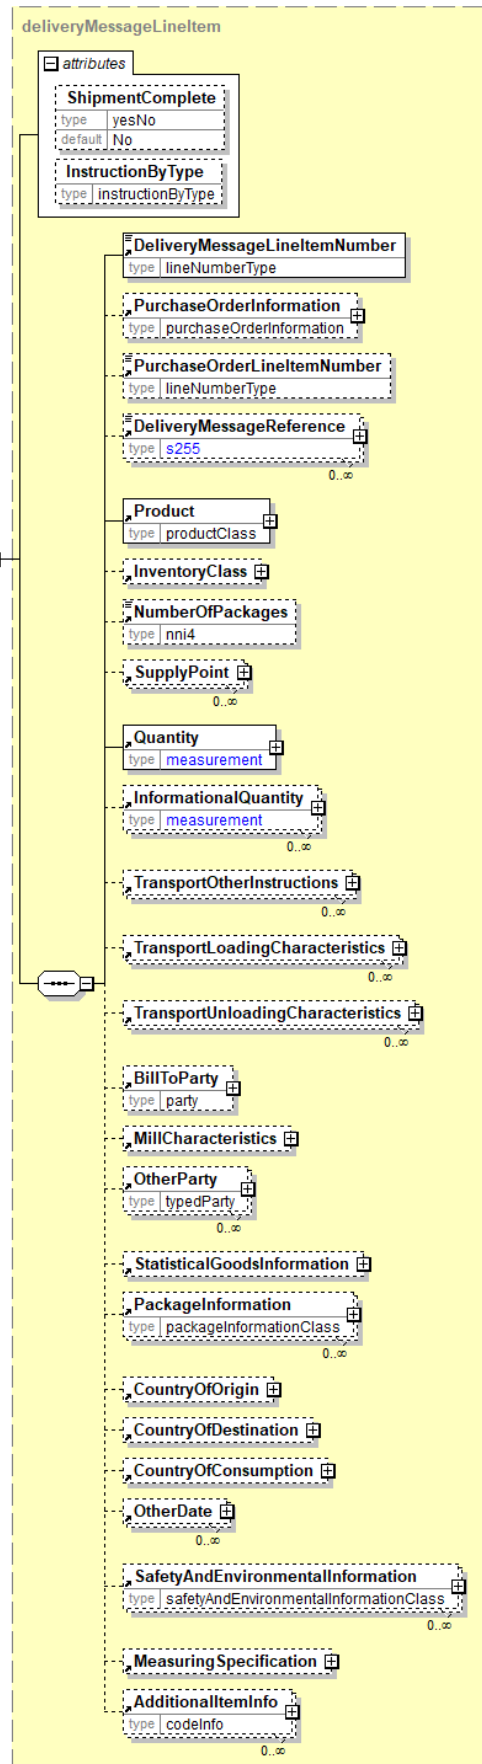 deliveryMessageLineItem
attributes
ShipmentComplete
type yesNo
default No
InstructionByType
type instructionByType
DeliveryMessageLineItemNumber
type lineNumberType
PurchaseOrderInformation
type purchaseOrderInformation
PurchaseOrderLineItemNumber
type lineNumberType
DeliveryMessageReference
type s255
0..∞
Product
type productClass
InventoryClass
NumberOfPackages
type nni4
SupplyPoint
0..∞
Quantity
type measurement
InformationalQuantity
type measurement
0..∞
TransportOtherInstructions
0..∞
TransportLoadingCharacteristics
0..∞
TransportUnloadingCharacteristics
0..∞
BillToParty
type party
MillCharacteristics
OtherParty
type typedParty
0..∞
StatisticalGoodsInformation
PackageInformation
type packageInformationClass
0..∞
CountryOfOrigin
CountryOfDestination
CountryOfConsumption
OtherDate
0..∞
SafetyAndEnvironmentalInformation
type safetyAndEnvironmentalInformationClass
0..∞
MeasuringSpecification
AdditionalItemInfo
type codeInfo
0..∞